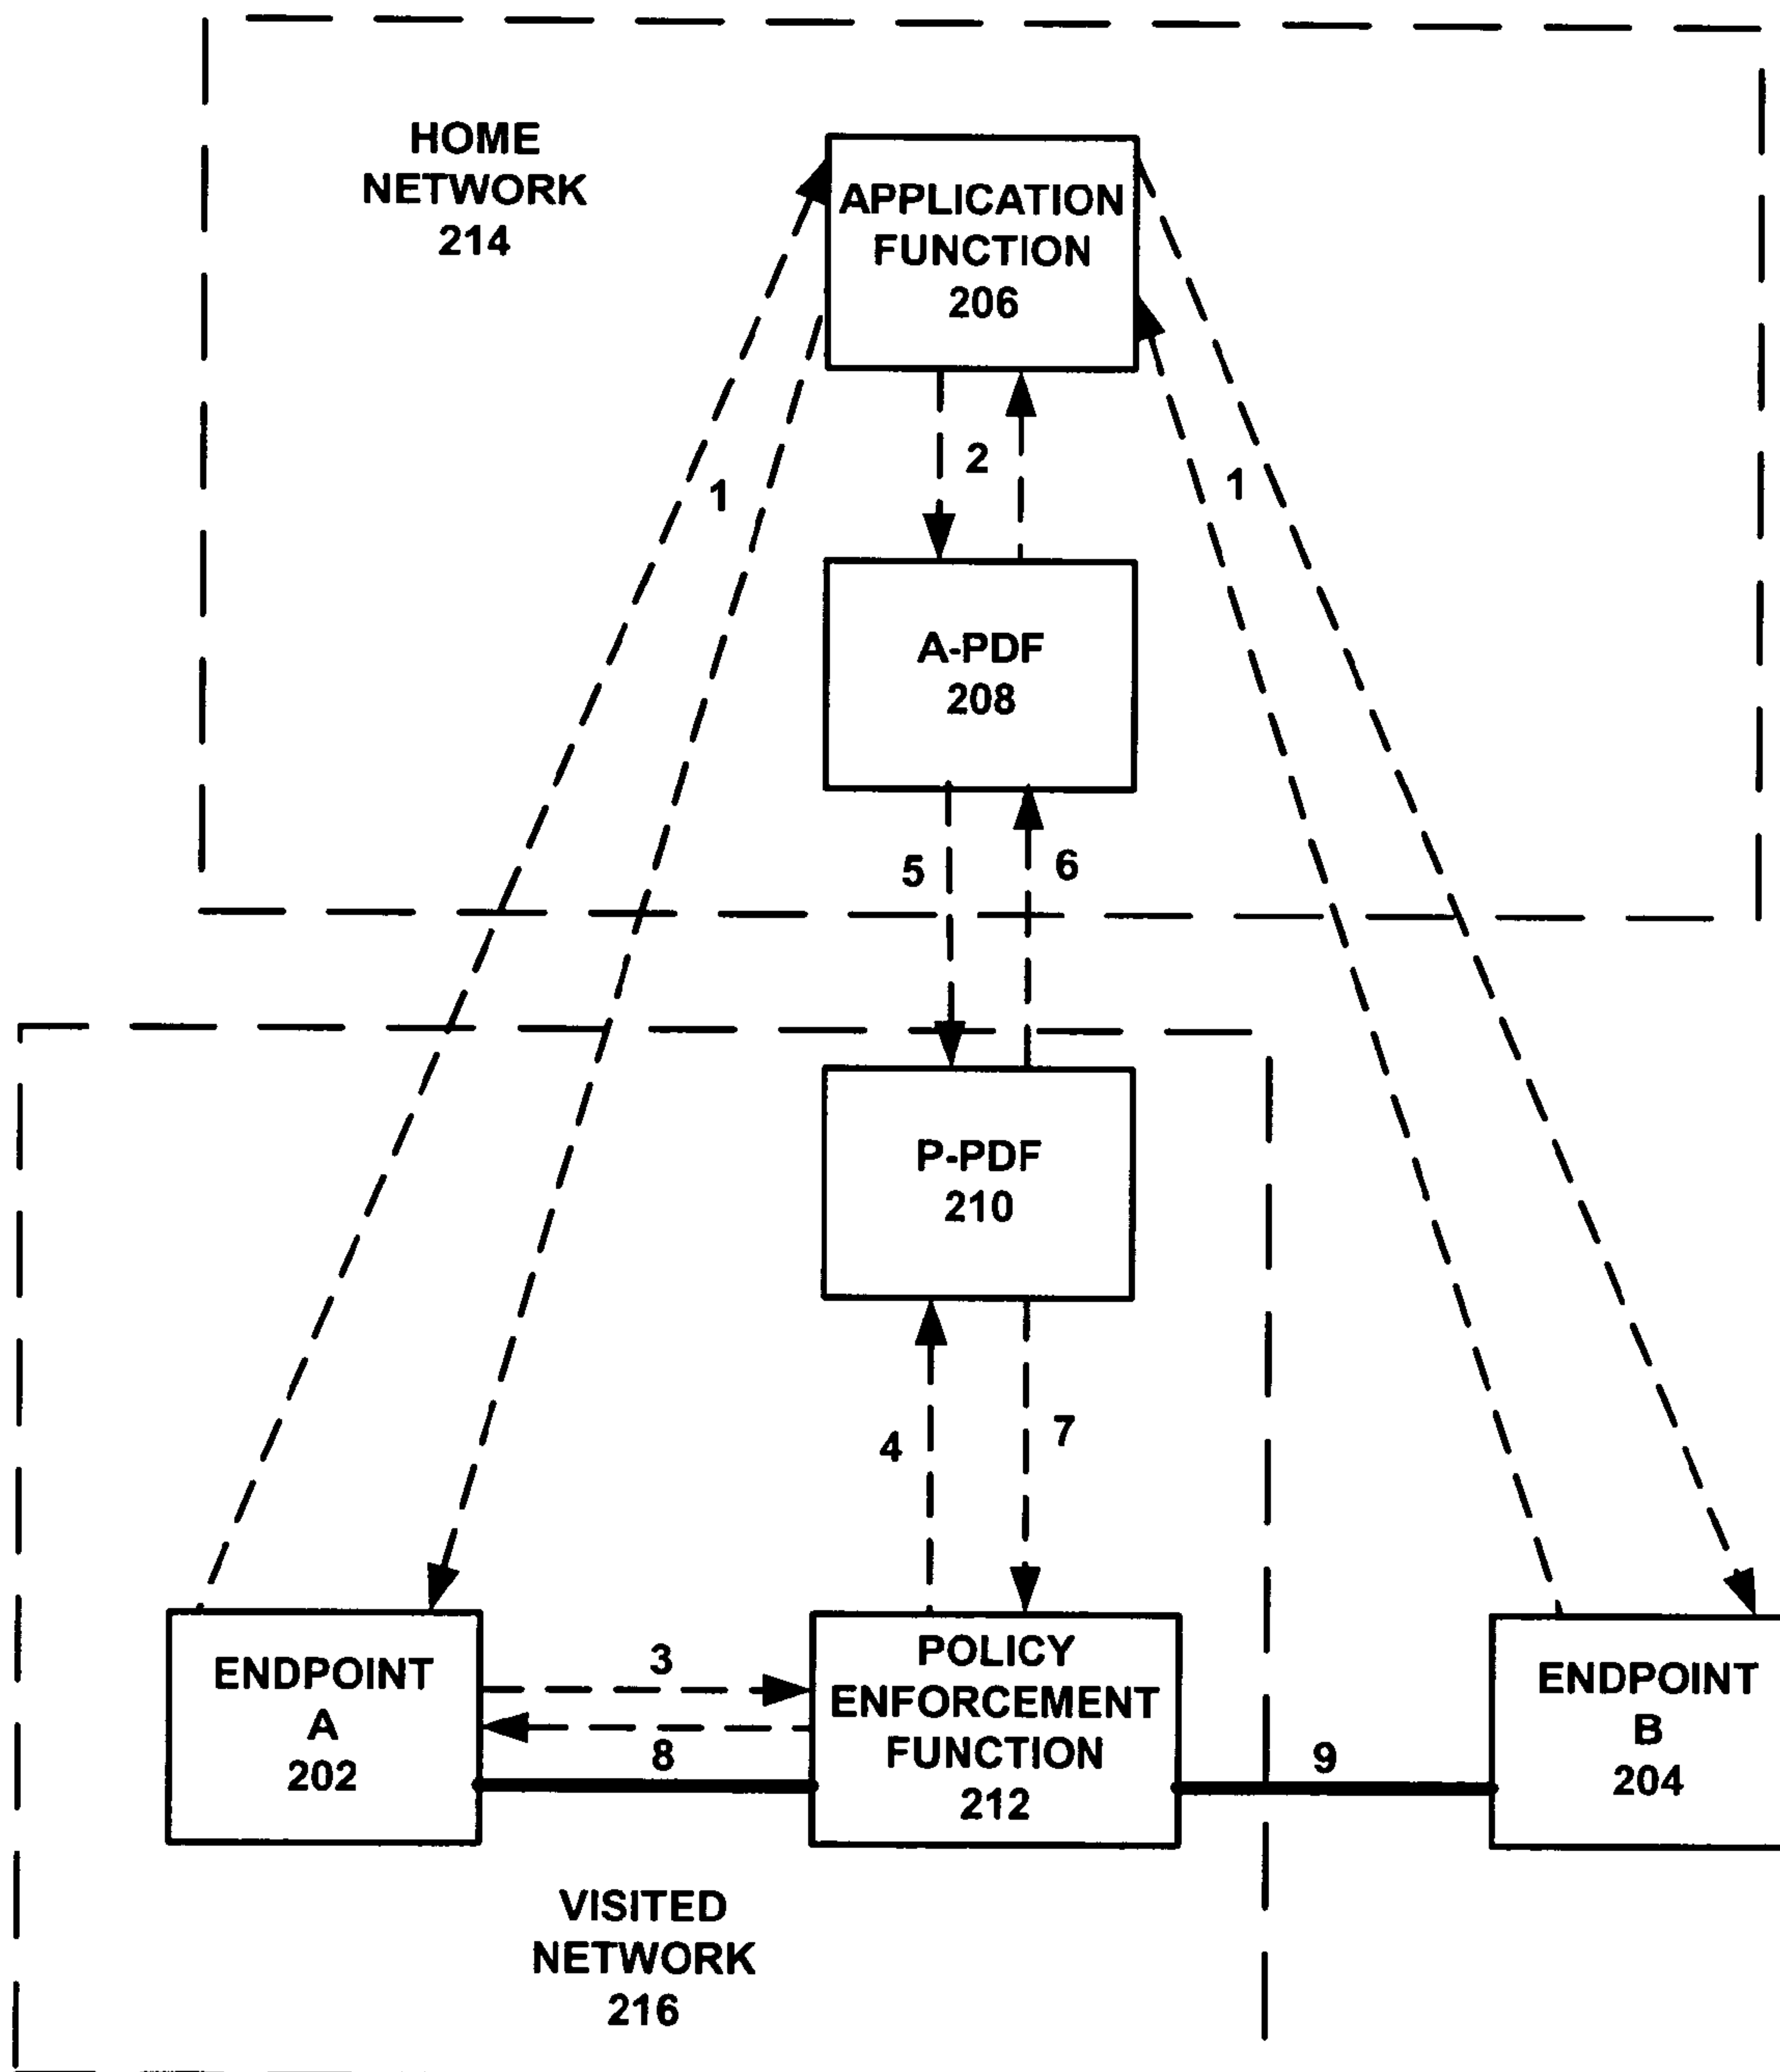 HOME
NETWORK
214
APPLICATION
FUNCTION
206
1
2
1
A-PDF
208
5
6
P-PDF
210
4
7
ENDPOINT
A
202
3
8
POLICY
ENFORCEMENT
FUNCTION
212
9
ENDPOINT
B
204
VISITED
NETWORK
216